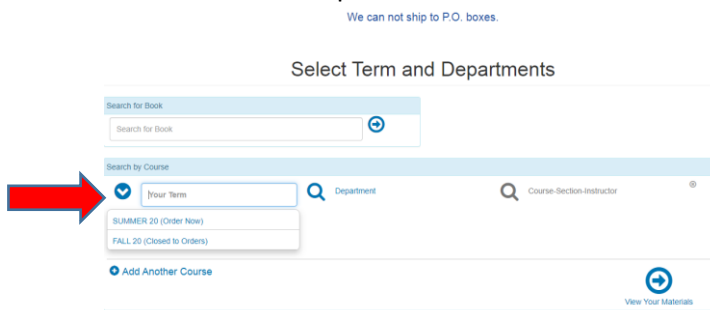 We can not ship to P.O. boxes.
Select Term and Departments
Search for Book
Search for Book
Search by Course
Your Term
Department
Course-Section-Instructor
SUMMER 20 (Order Now)
FALL 20 (Closed to Orders)
Add Another Course
View Your Materials